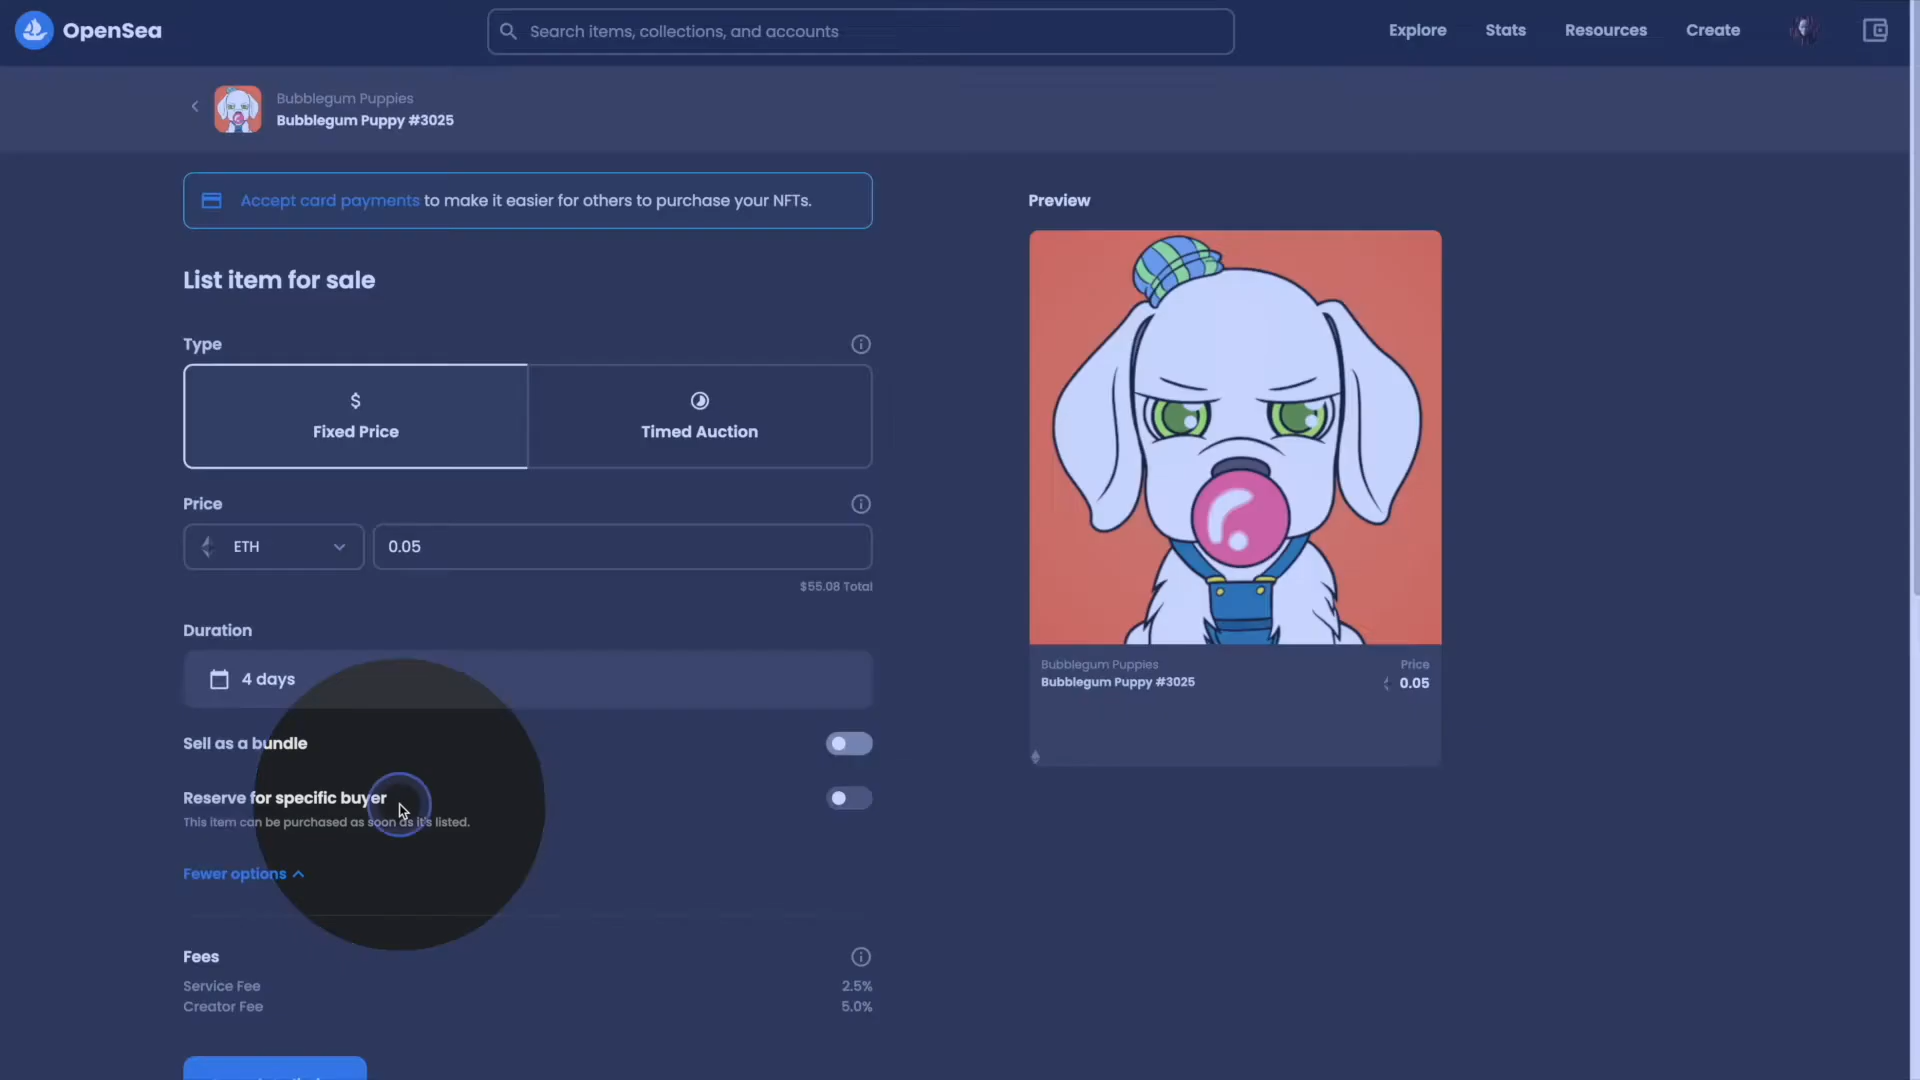 OpenSea
Search items, collections, and accounts
Explore
Stats
Resources
Create
Bubblegum Puppies
Bubblegum Puppy #3025
Accept card payments to make it easier for others to purchase your NFTs.
Preview
List item for sale
Type
$
Fixed Price
Timed Auction
Price
ETH
0.05
$55.08 Total
Duration
4 days
Bubblegum Puppies
Price
Bubblegum Puppy #3025
0.05
Sell as a bundle
Reserve for specific buyer
This item can be purchased as soon as it's listed.
Fewer options
Fees
Service Fee
2.5%
Creator Fee
5.0%